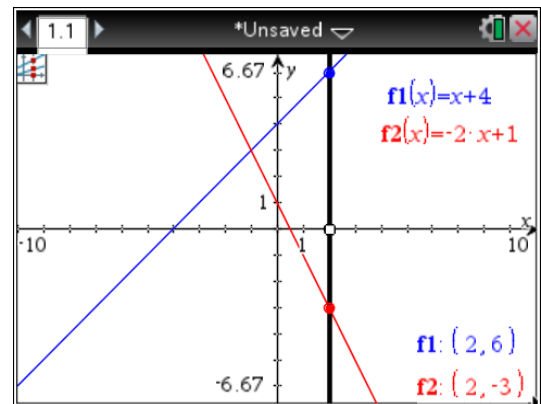 1.1 *Unsaved
6.67 y
f1(x)=x+4
f2(x)=-2·x+1
1
x
-10 1 10
f1: (2,6)
-6.67 f2: (2,-3)